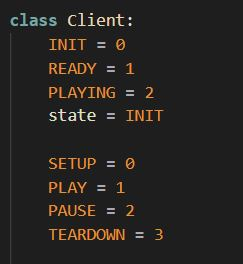 class Client:
    INIT = 0
    READY = 1
    PLAYING = 2
    state = INIT

    SETUP = 0
    PLAY = 1
    PAUSE = 2
    TEARDOWN = 3